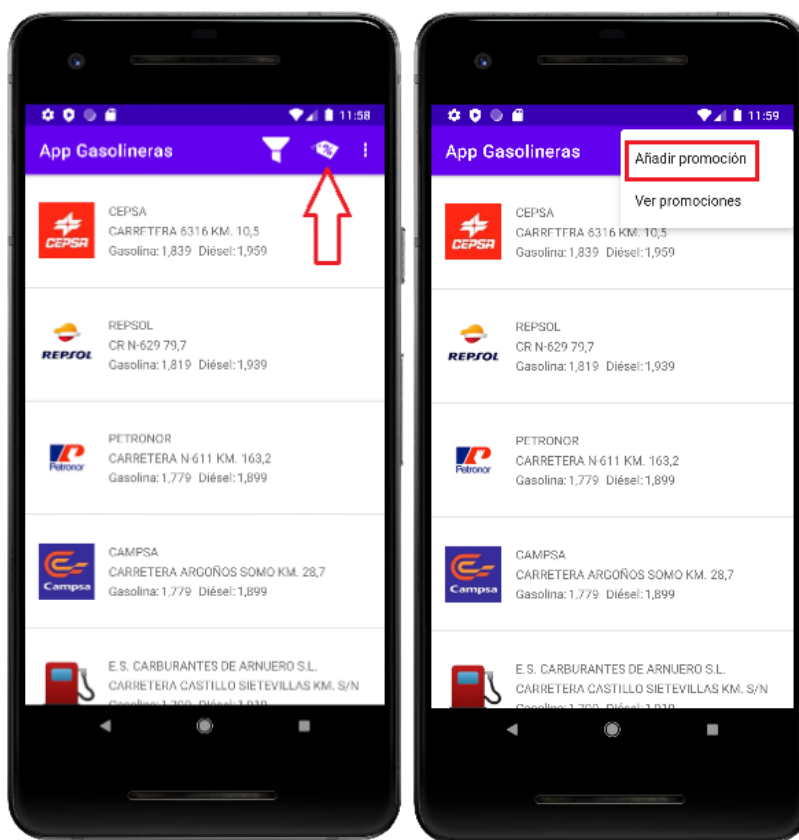 11:58
App Gasolineras
CEPSA
CEPSA
CARRETERA 6316 KM. 10,5
Gasolina:1,839 Diésel:1,959
REPSOL
REPSOL
CR N-629 79,7
Gasolina:1,819 Diésel:1,939
Petronor
PETRONOR
CARRETERA N-611 KM. 163,2
Gasolina:1,779 Diésel:1,899
Campsa
CAMPSA
CARRETERA ARGOÑOS SOMO KM. 28,7
Gasolina:1,779 Diésel:1,899
E.S. CARBURANTES DE ARNUERO S.L.
CARRETERA CASTILLO SIETEVILLAS KM. S/N
11:59
App Gasolineras
Añadir promoción
Ver promociones
CEPSA
CEPSA
CARRETERA 6316 KM. 10,5
Gasolina:1,839 Diésel:1,959
REPSOL
REPSOL
CR N-629 79,7
Gasolina:1,819 Diésel:1,939
Petronor
PETRONOR
CARRETERA N-611 KM. 163,2
Gasolina:1,779 Diésel:1,899
Campsa
CAMPSA
CARRETERA ARGOÑOS SOMO KM. 28,7
Gasolina:1,779 Diésel:1,899
E.S. CARBURANTES DE ARNUERO S.L.
CARRETERA CASTILLO SIETEVILLAS KM. S/N